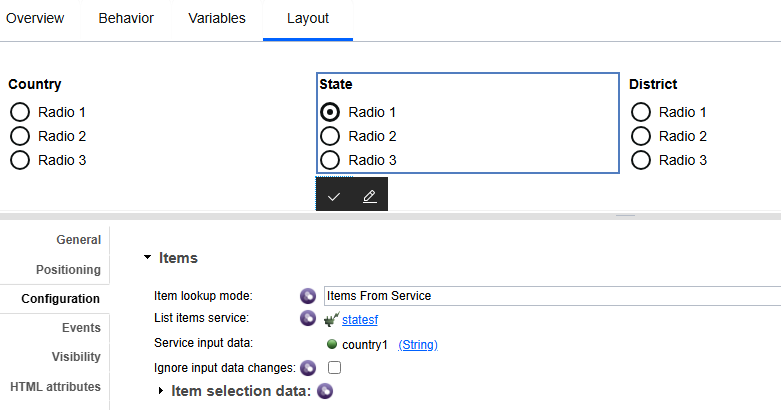 Overview Behavior Variables Layout
Country State District
Radio 1 Radio 1 Radio 1
Radio 2 Radio 2 Radio 2
Radio 3 Radio 3 Radio 3
General
Positioning
Configuration
Events
Visibility
HTML attributes
Items
Item lookup mode: Items From Service
List items service: statesf
Service input data: country1 (String)
Ignore input data changes:
Item selection data: